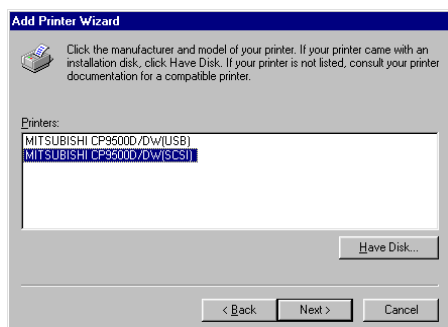 Add Printer Wizard
Click the manufacturer and model of your printer. If your printer came with an
installation disk, click Have Disk. If your printer is not listed, consult your printer
documentation for a compatible printer.
Printers:
MITSUBISHI CP9500D/DW(USB)
MITSUBISHI CP9500D/DW(SCSI)
Have Disk...
< Back
Next >
Cancel